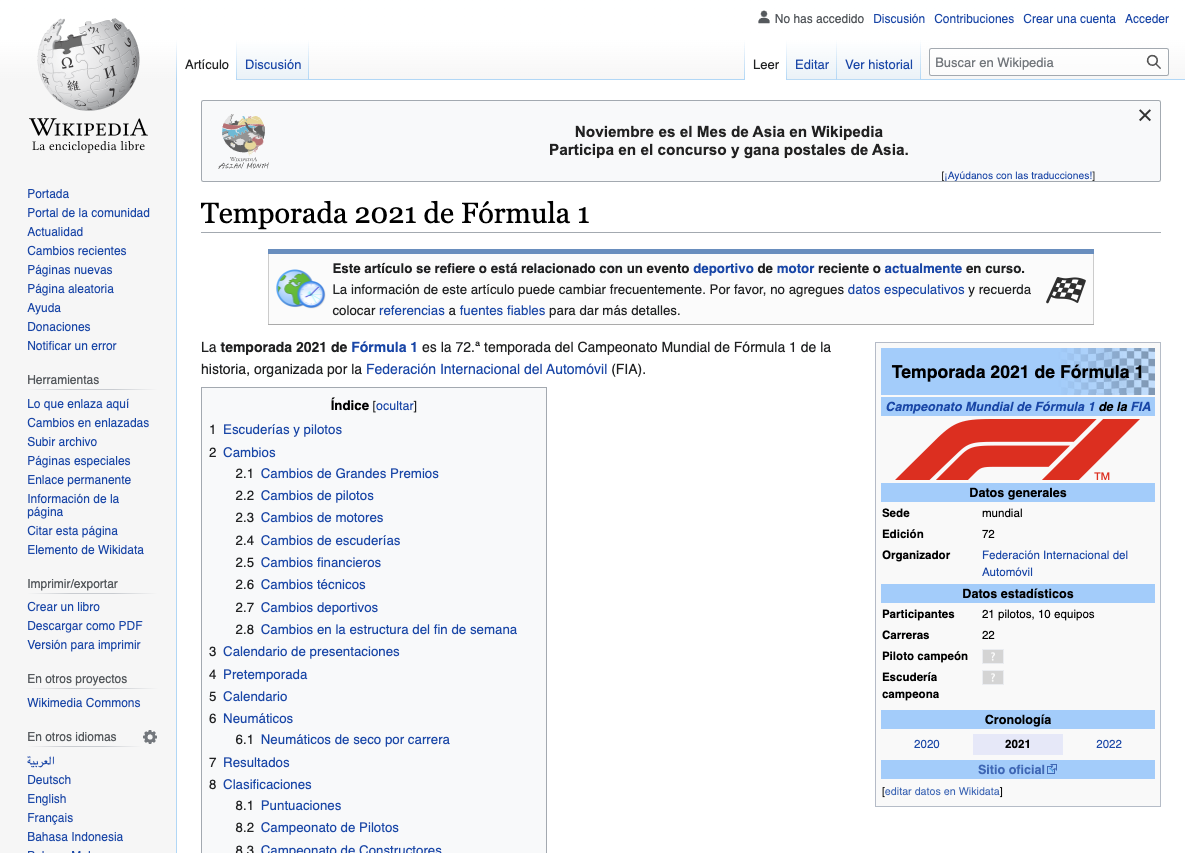 No has accedido Discusión Contribuciones Crear una cuenta Acceder
WIKIPEDIA
La enciclopedia libre
Artículo Discusión Leer Editar Ver historial Buscar en Wikipedia
Portada
Portal de la comunidad
Actualidad
Cambios recientes
Páginas nuevas
Página aleatoria
Ayuda
Donaciones
Notificar un error
Herramientas
Lo que enlaza aquí
Cambios en enlazadas
Subir archivo
Páginas especiales
Enlace permanente
Información de la
página
Citar esta página
Elemento de Wikidata
Imprimir/exportar
Crear un libro
Descargar como PDF
Versión para imprimir
En otros proyectos
Wikimedia Commons
En otros idiomas
العربية
Deutsch
English
Français
Bahasa Indonesia
WIKIPEDIA
ASIAN MONTH
Noviembre es el Mes de Asia en Wikipedia
Participa en el concurso y gana postales de Asia.
[¡Ayúdanos con las traducciones!]
Temporada 2021 de Fórmula 1
Este artículo se refiere o está relacionado con un evento deportivo de motor reciente o actualmente en curso.
La información de este artículo puede cambiar frecuentemente. Por favor, no agregues datos especulativos y recuerda
colocar referencias a fuentes fiables para dar más detalles.
La temporada 2021 de Fórmula 1 es la 72.ª temporada del Campeonato Mundial de Fórmula 1 de la
historia, organizada por la Federación Internacional del Automóvil (FIA).
Índice [ocultar]
1 Escuderías y pilotos
2 Cambios
2.1 Cambios de Grandes Premios
2.2 Cambios de pilotos
2.3 Cambios de motores
2.4 Cambios de escuderías
2.5 Cambios financieros
2.6 Cambios técnicos
2.7 Cambios deportivos
2.8 Cambios en la estructura del fin de semana
3 Calendario de presentaciones
4 Pretemporada
5 Calendario
6 Neumáticos
6.1 Neumáticos de seco por carrera
7 Resultados
8 Clasificaciones
8.1 Puntuaciones
8.2 Campeonato de Pilotos
8.3 Campeonato de Constructores
Temporada 2021 de Fórmula 1
Campeonato Mundial de Fórmula 1 de la FIA
TM
Datos generales
Sede mundial
Edición 72
Organizador Federación Internacional del
Automóvil
Datos estadísticos
Participantes 21 pilotos, 10 equipos
Carreras 22
Piloto campeón ?
Escudería ?
campeona
Cronología
2020 2021 2022
Sitio oficial
[editar datos en Wikidata]